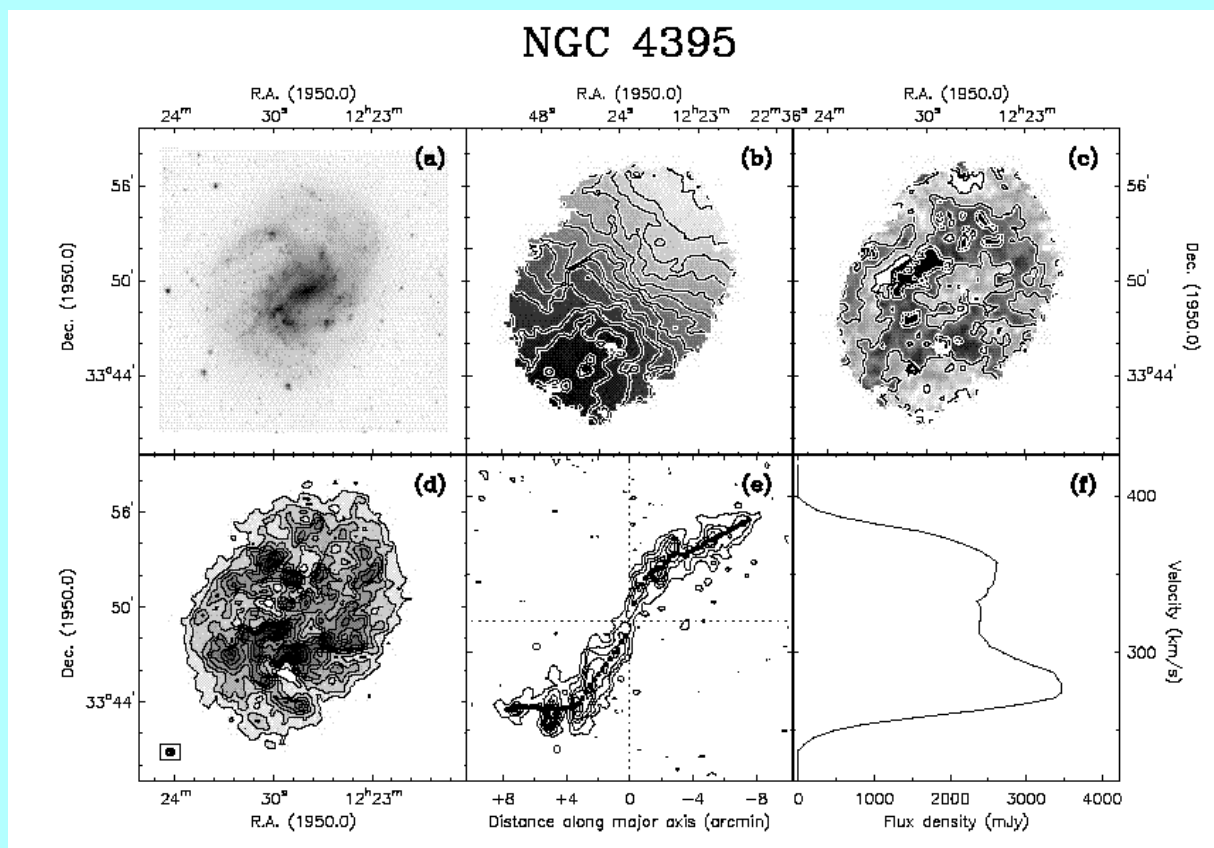 NGC 4395
R.A. (1950.0) R.A. (1950.0) R.A. (1950.0)
24ᵐ 30ˢ 12ʰ23ᵐ 48ˢ 24ˢ 12ʰ23ᵐ 22ᵐ36ˢ 24ᵐ 30ˢ 12ʰ23ᵐ
(a) (b) (c)
56' 56'
Dec. (1950.0) 50' 50' Dec. (1950.0)
33°44' 33°44'
(d) (e) (f)
56' 400
Dec. (1950.0) 50' Velocity (km/s)
300
33°44'
24ᵐ 30ˢ 12ʰ23ᵐ +8 +4 0 −4 −8 0 1000 2000 3000 4000
R.A. (1950.0) Distance along major axis (arcmin) Flux density (mJy)